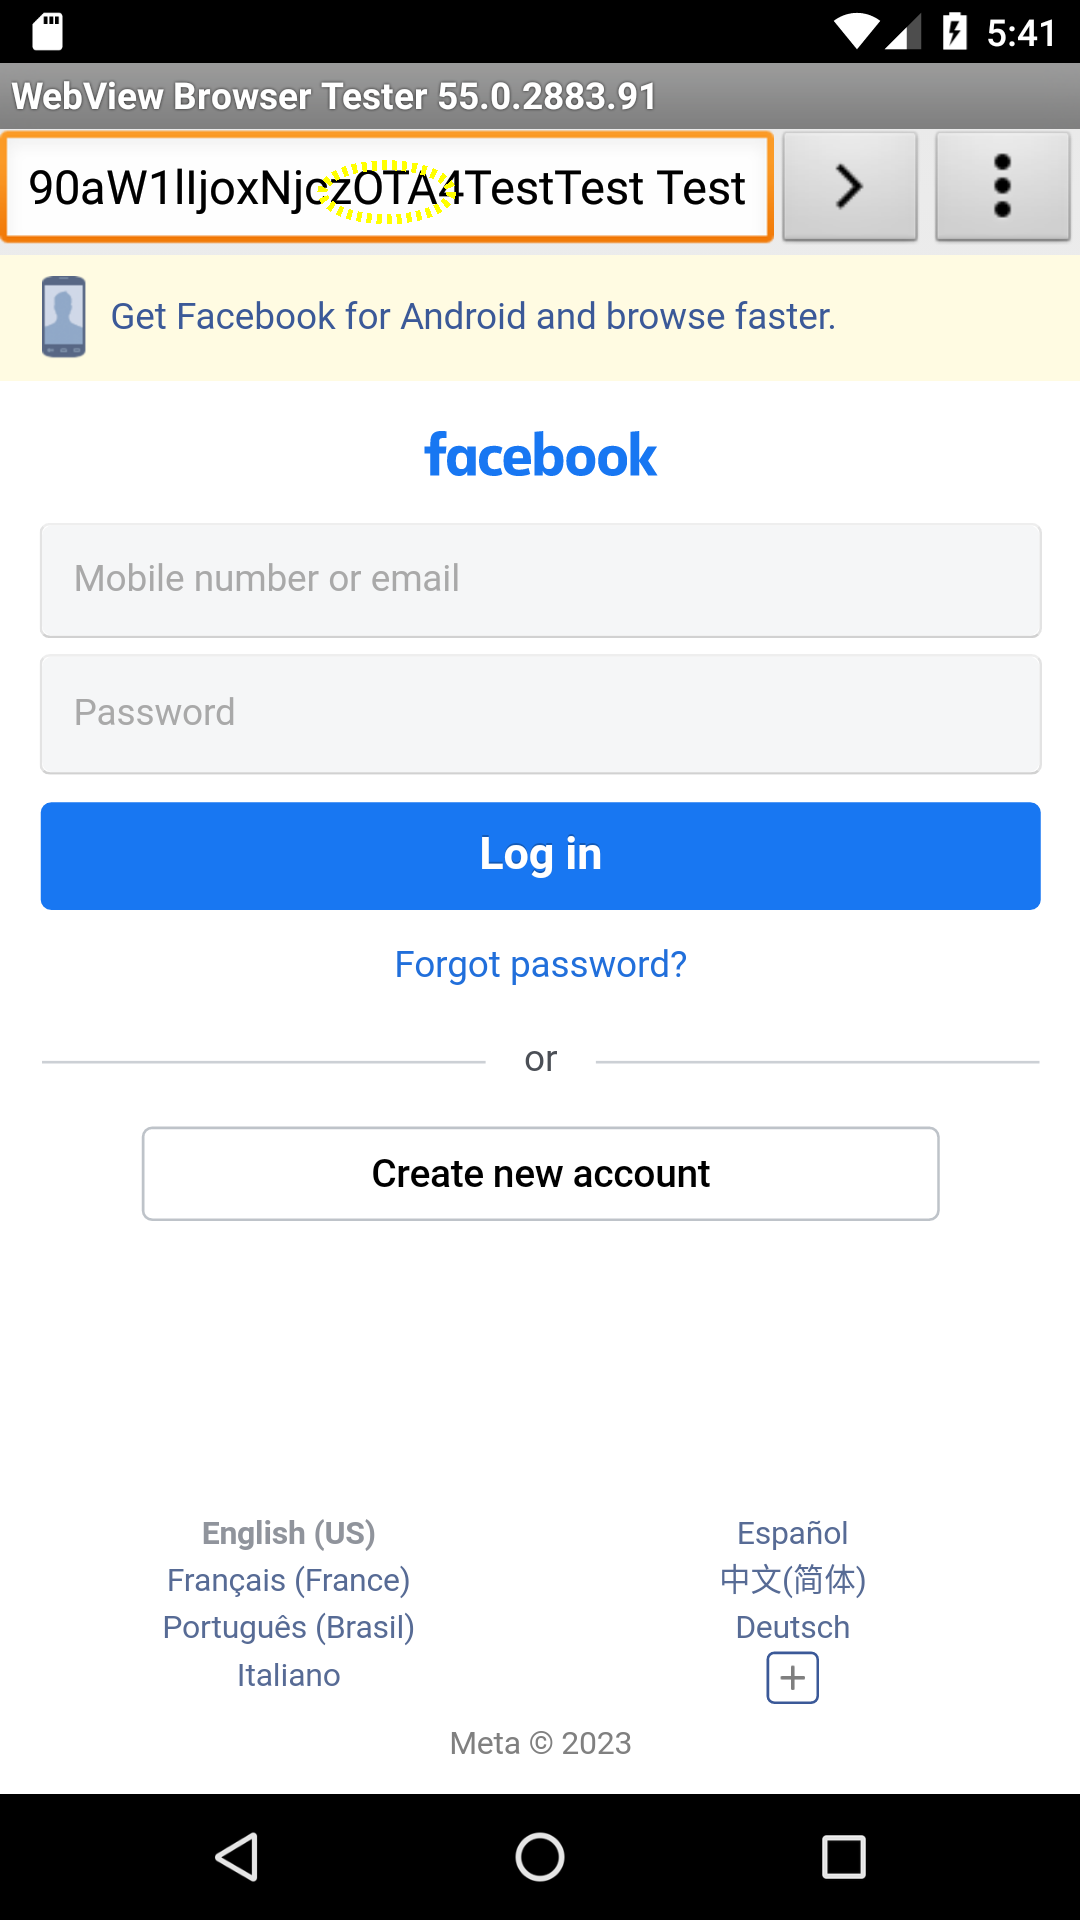 5:41
WebView Browser Tester 55.0.2883.91
90aW1lIjoxNjczOTA4TestTest Test
Get Facebook for Android and browse faster.
facebook
Mobile number or email
Password
Log in
Forgot password?
or
Create new account
English (US)
Español
Français (France)
中文(简体)
Português (Brasil)
Deutsch
Italiano
Meta © 2023